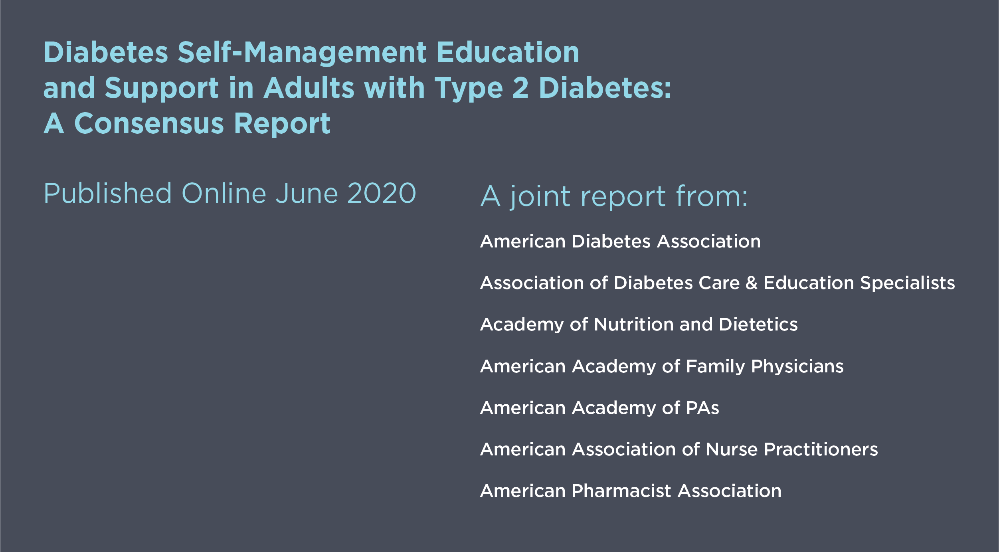 Diabetes Self-Management Education
and Support in Adults with Type 2 Diabetes:
A Consensus Report
Published Online June 2020
A joint report from:
American Diabetes Association
Association of Diabetes Care & Education Specialists
Academy of Nutrition and Dietetics
American Academy of Family Physicians
American Academy of PAs
American Association of Nurse Practitioners
American Pharmacist Association